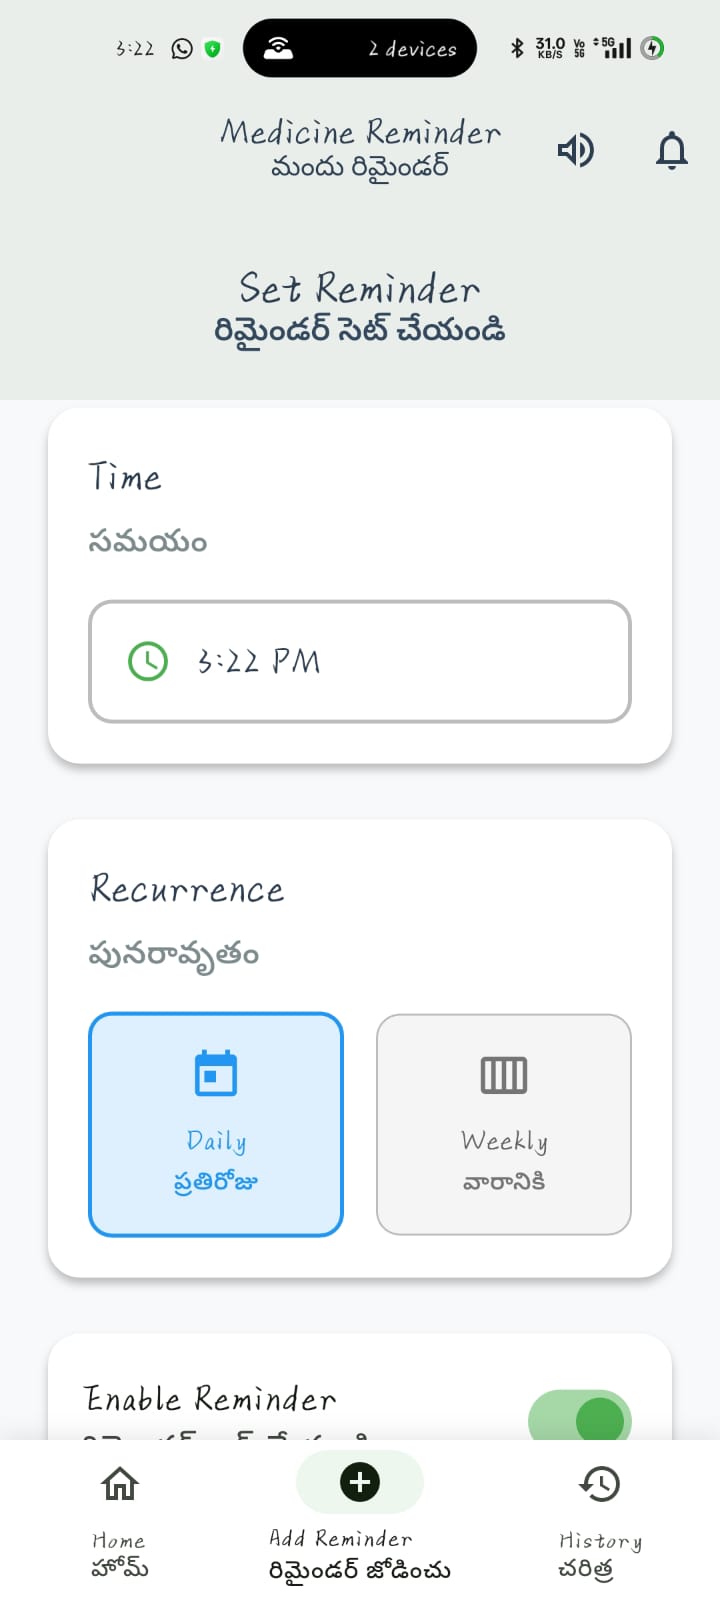 3:22
2 devices
31.0 KB/S Vo 5G 5G
Medicine Reminder
మందు రిమైండర్
Set Reminder
రిమైండర్ సెట్ చేయండి
Time
సమయం
3:22 PM
Recurrence
పునరావృతం
Daily
ప్రతిరోజు
Weekly
వారానికి
Enable Reminder
Home
హోమ్
Add Reminder
రిమైండర్ జోడించు
History
చరిత్ర